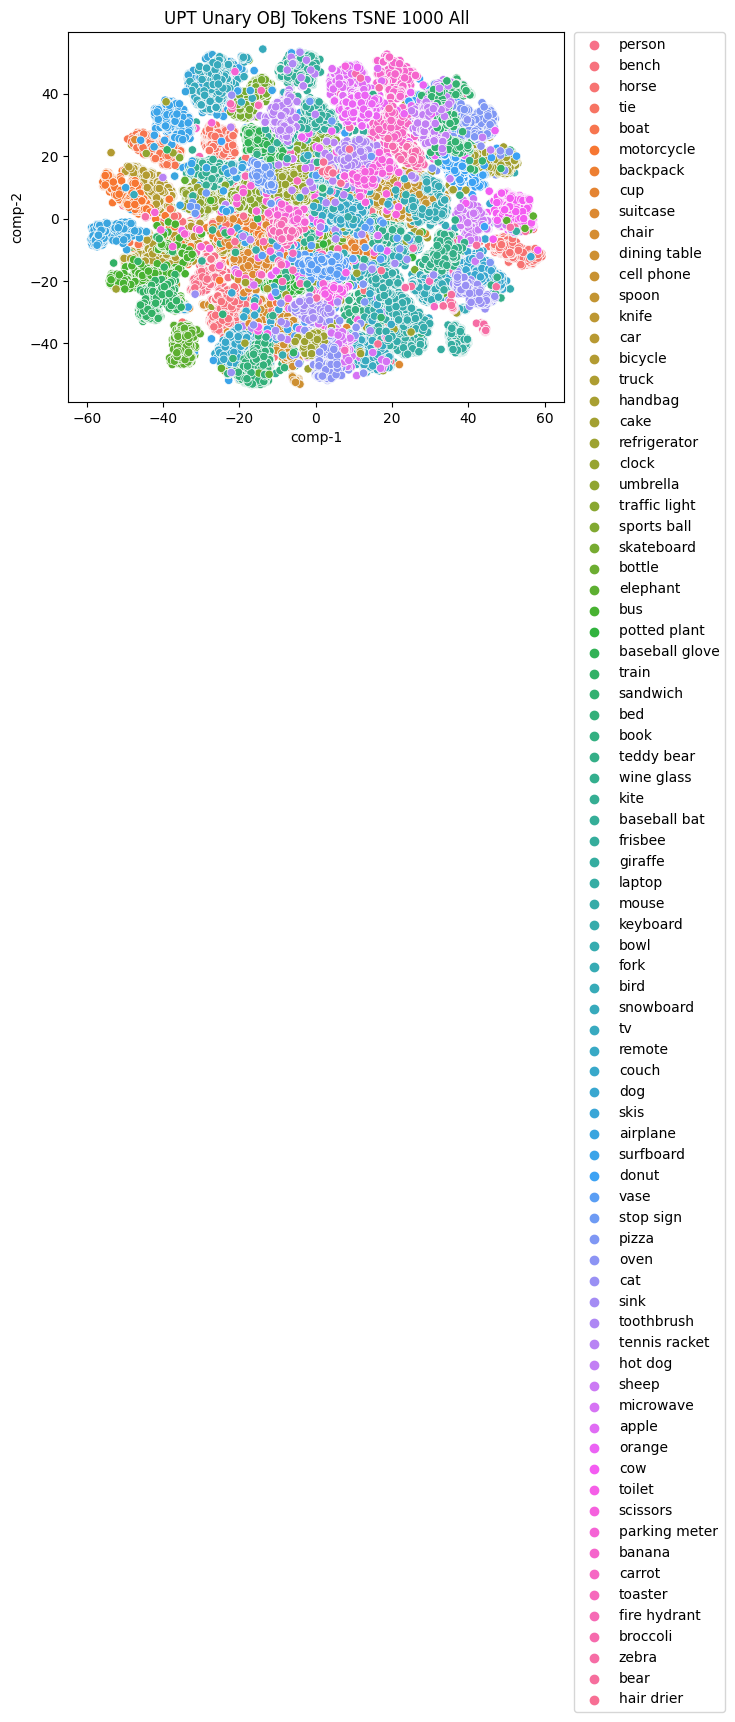 UPT Unary OBJ Tokens TSNE 1000 All
comp-2
40
20
0
−20
−40
−60
−40
−20
0
20
40
60
comp-1
person
bench
horse
tie
boat
motorcycle
backpack
cup
suitcase
chair
dining table
cell phone
spoon
knife
car
bicycle
truck
handbag
cake
refrigerator
clock
umbrella
traffic light
sports ball
skateboard
bottle
elephant
bus
potted plant
baseball glove
train
sandwich
bed
book
teddy bear
wine glass
kite
baseball bat
frisbee
giraffe
laptop
mouse
keyboard
bowl
fork
bird
snowboard
tv
remote
couch
dog
skis
airplane
surfboard
donut
vase
stop sign
pizza
oven
cat
sink
toothbrush
tennis racket
hot dog
sheep
microwave
apple
orange
cow
toilet
scissors
parking meter
banana
carrot
toaster
fire hydrant
broccoli
zebra
bear
hair drier